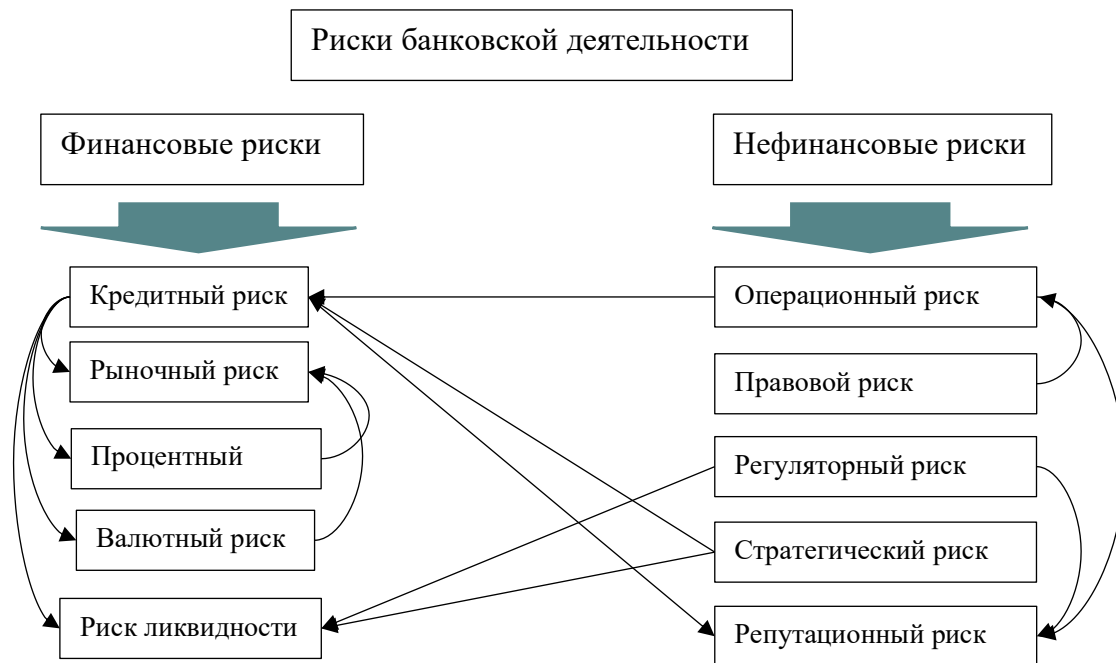 Риски банковской деятельности
Финансовые риски
Нефинансовые риски
Кредитный риск
Рыночный риск
Процентный
Валютный риск
Риск ликвидности
Операционный риск
Правовой риск
Регуляторный риск
Стратегический риск
Репутационный риск